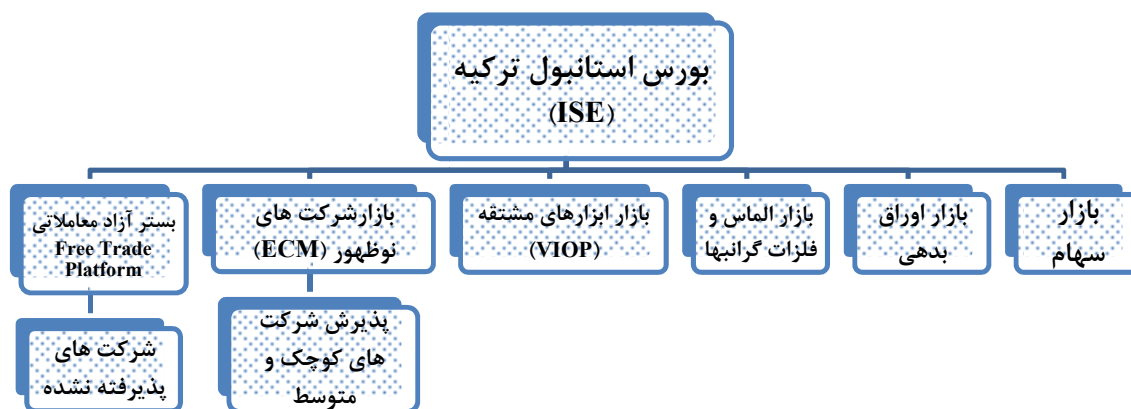 بورس استانبول ترکیه
(ISE)
بازار
سهام
بازار اوراق
بدهی
بازار الماس و
فلزات گرانبها
بازار ابزارهای مشتقه
(VIOP)
بازارشرکت های
نوظهور (ECM)
بستر آزاد معاملاتی
Free Trade
Platform
پذیرش شرکت
های کوچک و
متوسط
شرکت های
پذیرفته نشده